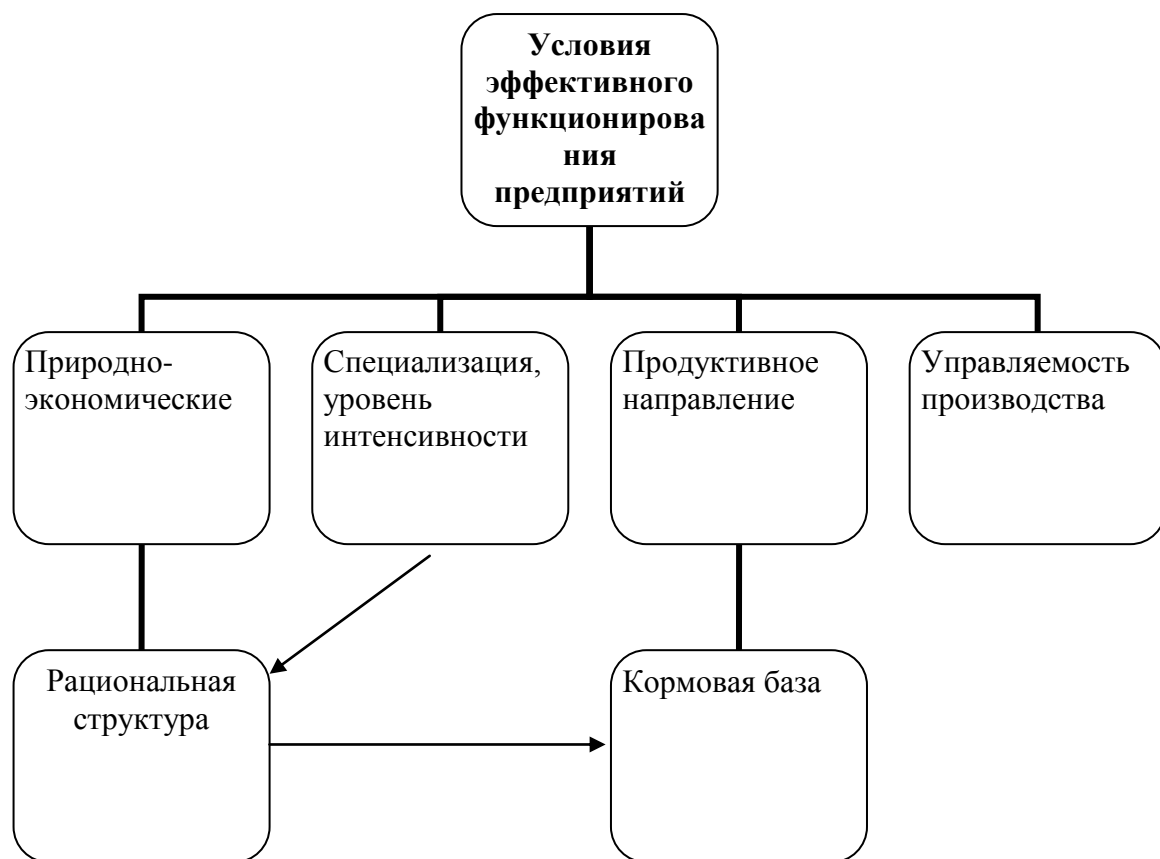 Условия
эффективного
функционирова
ния
предприятий
Природно-
экономические
Специализация,
уровень
интенсивности
Продуктивное
направление
Управляемость
производства
Рациональная
структура
Кормовая база